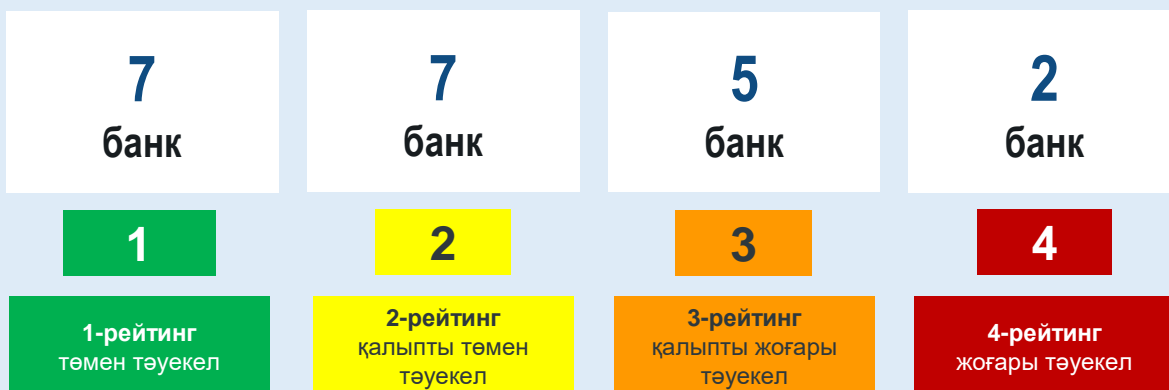 7
банк
7
банк
5
банк
2
банк
1
2
3
4
1-рейтинг
төмен тәуекел
2-рейтинг
қалыпты төмен
тәуекел
3-рейтинг
қалыпты жоғары
тәуекел
4-рейтинг
жоғары тәуекел